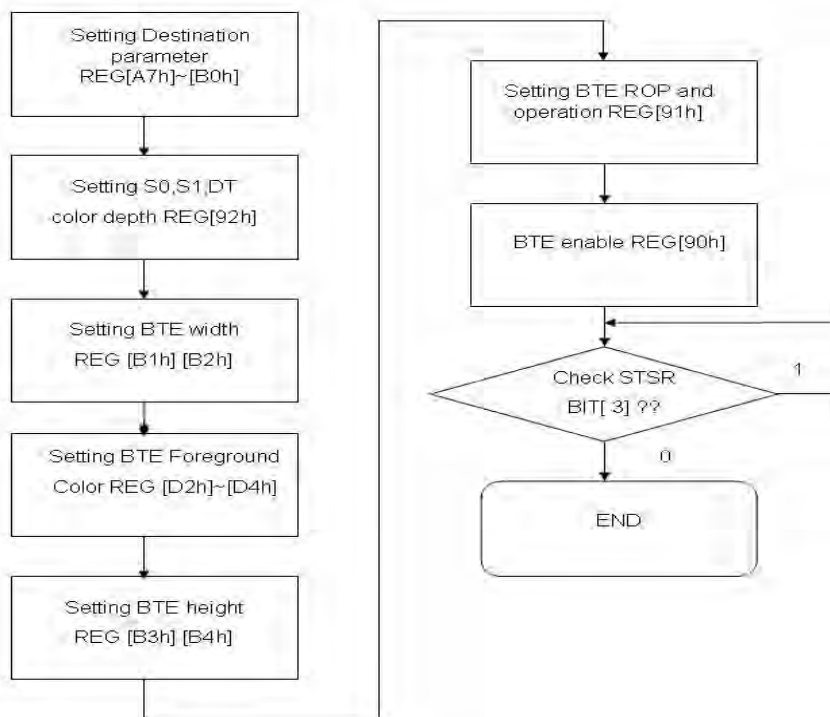 Setting Destination
parameter
REG[A7h]~[B0h]
Setting S0,S1,DT
color depth REG[92h]
Setting BTE width
REG [B1h] [B2h]
Setting BTE Foreground
Color REG [D2h]~[D4h]
Setting BTE height
REG [B3h] [B4h]
Setting BTE ROP and
operation REG[91h]
BTE enable REG[90h]
Check STSR
BIT[ 3] ??
1
0
END